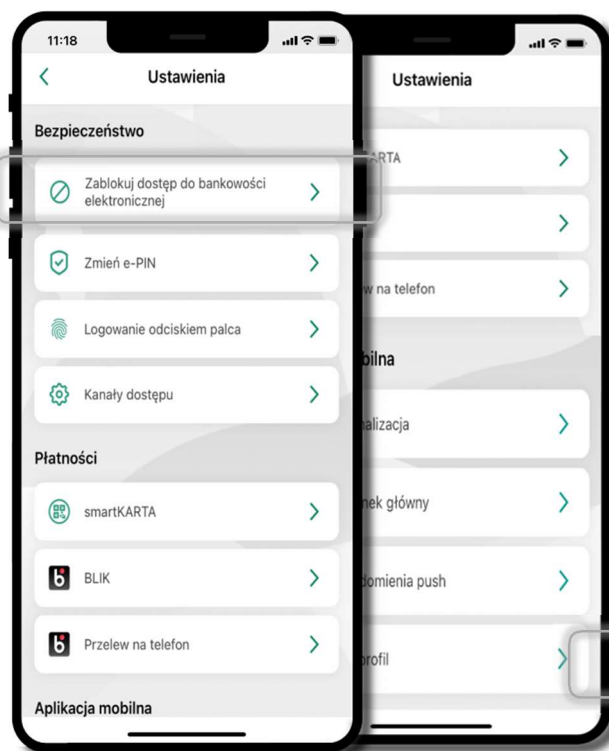 11:18
Ustawienia
Bezpieczeństwo
Zablokuj dostęp do bankowości
elektronicznej
Zmień e-PIN
Logowanie odciskiem palca
Kanały dostępu
Płatności
smartKARTA
BLIK
Przelew na telefon
Aplikacja mobilna
Ustawienia
ARTA
w na telefon
bilna
alizacja
nek główny
domienia push
profil